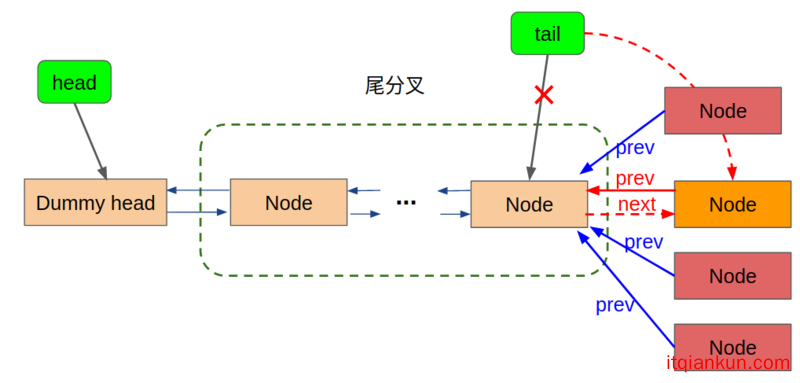 tail
head
尾分叉
Node
prev
prev
Dummy head
Node
...
Node
next
Node
prev
Node
prev
Node
itqiankun.com